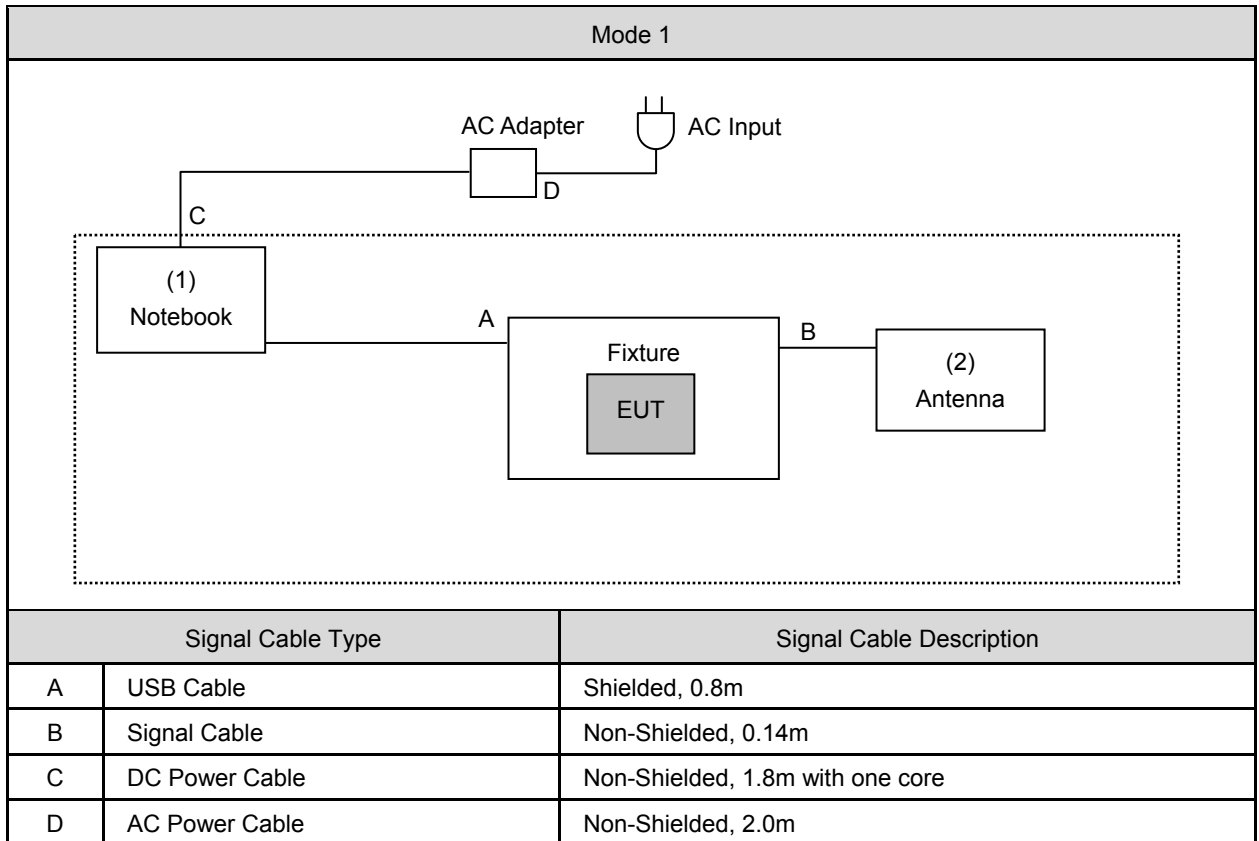 Mode 1
AC Adapter
AC Input
D
C
(1)
Notebook
A
B
Fixture
EUT
(2)
Antenna
Signal Cable Type Signal Cable Description
A USB Cable Shielded, 0.8m
B Signal Cable Non-Shielded, 0.14m
C DC Power Cable Non-Shielded, 1.8m with one core
D AC Power Cable Non-Shielded, 2.0m